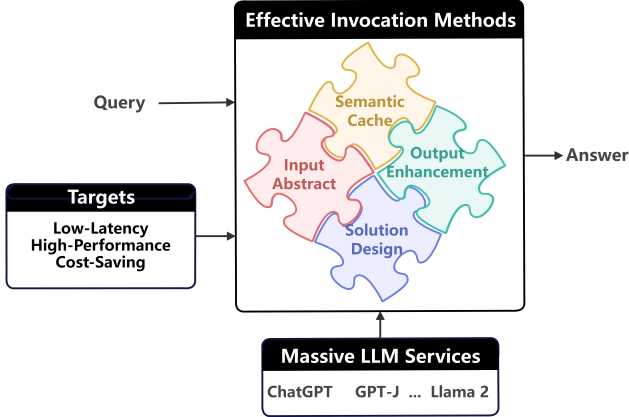 Effective Invocation Methods
Query
Semantic
Cache
Input
Abstract
Output
Enhancement
Solution
Design
Answer
Targets
Low-Latency
High-Performance
Cost-Saving
Massive LLM Services
ChatGPT GPT-J ... Llama 2